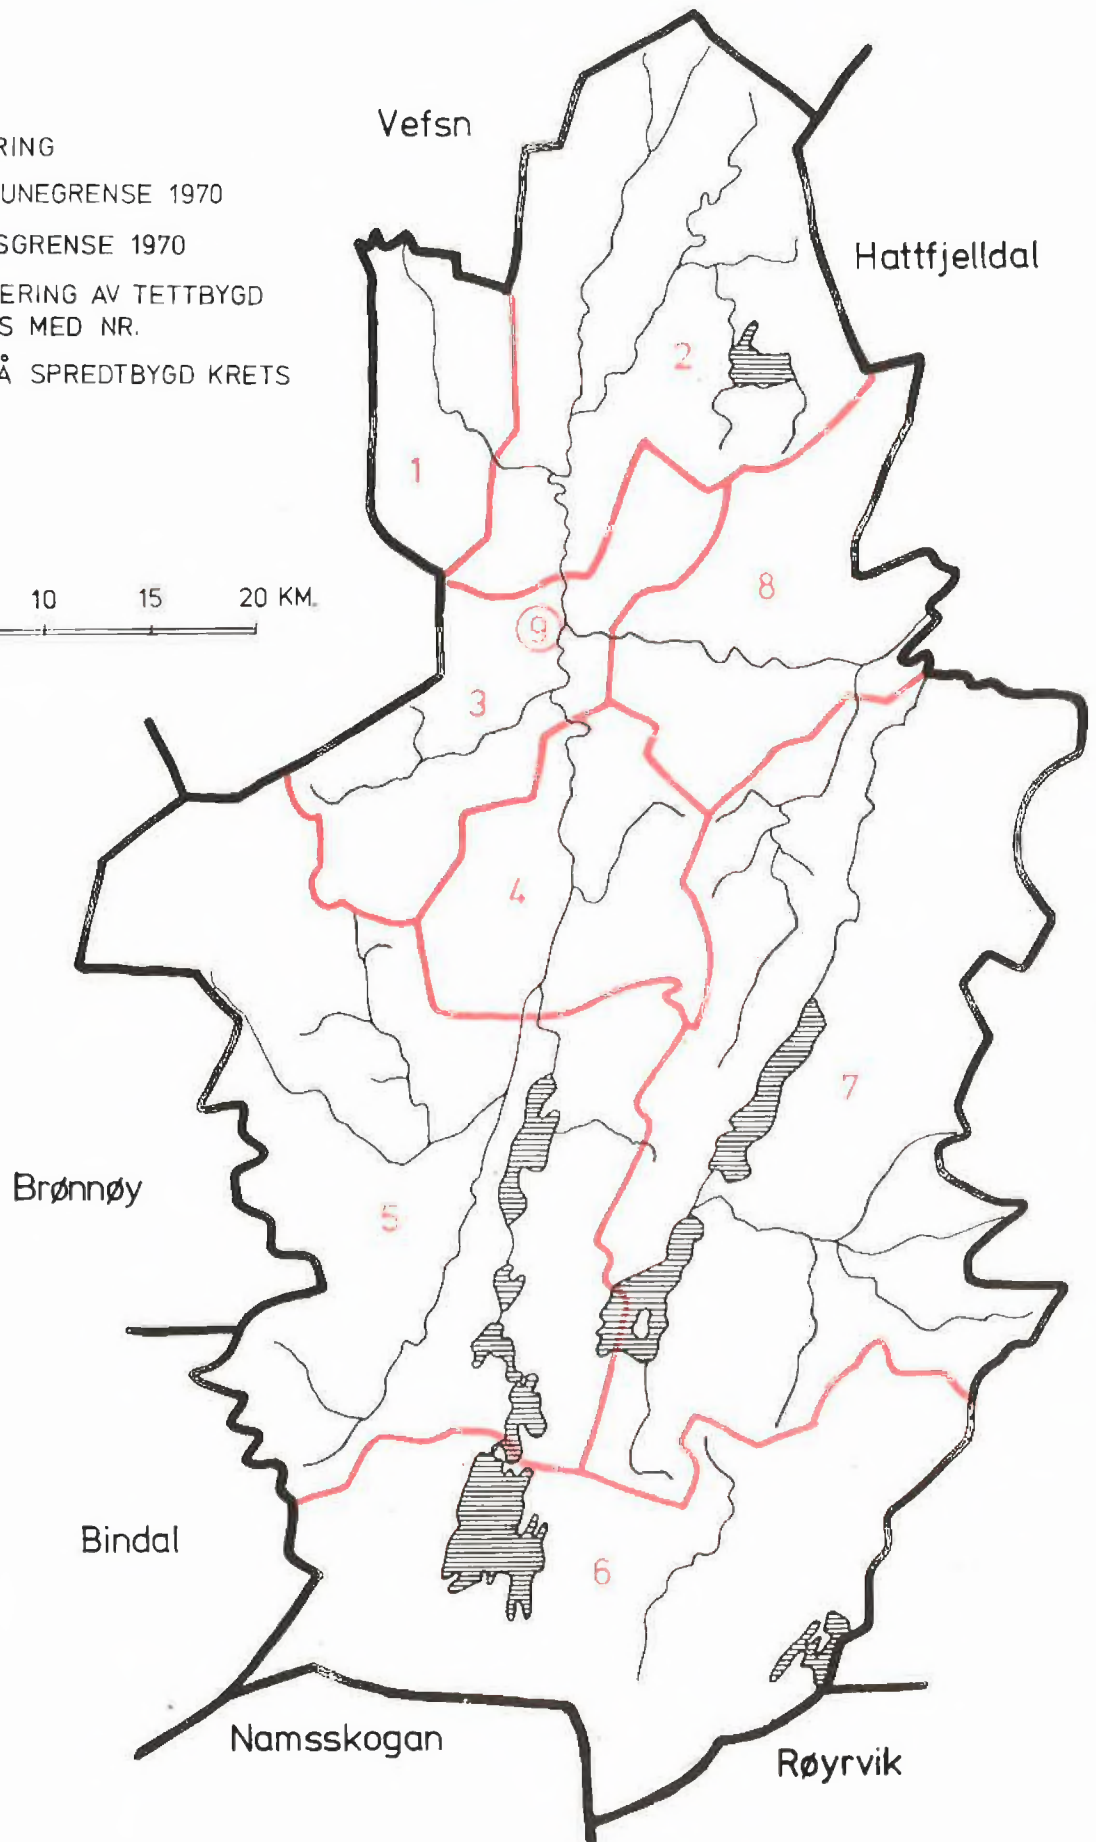 Vefsn
RING
UNEGRENSE 1970
SGRENSE 1970
Hattfjelldal
ERING AV TETTBYGD
S MED NR.
Å SPREDTBYGD KRETS
2
1
8
10 15 20 KM.
9
3
4
7
Brønnøy
5
Bindal
6
Namsskogan
Røyrvik